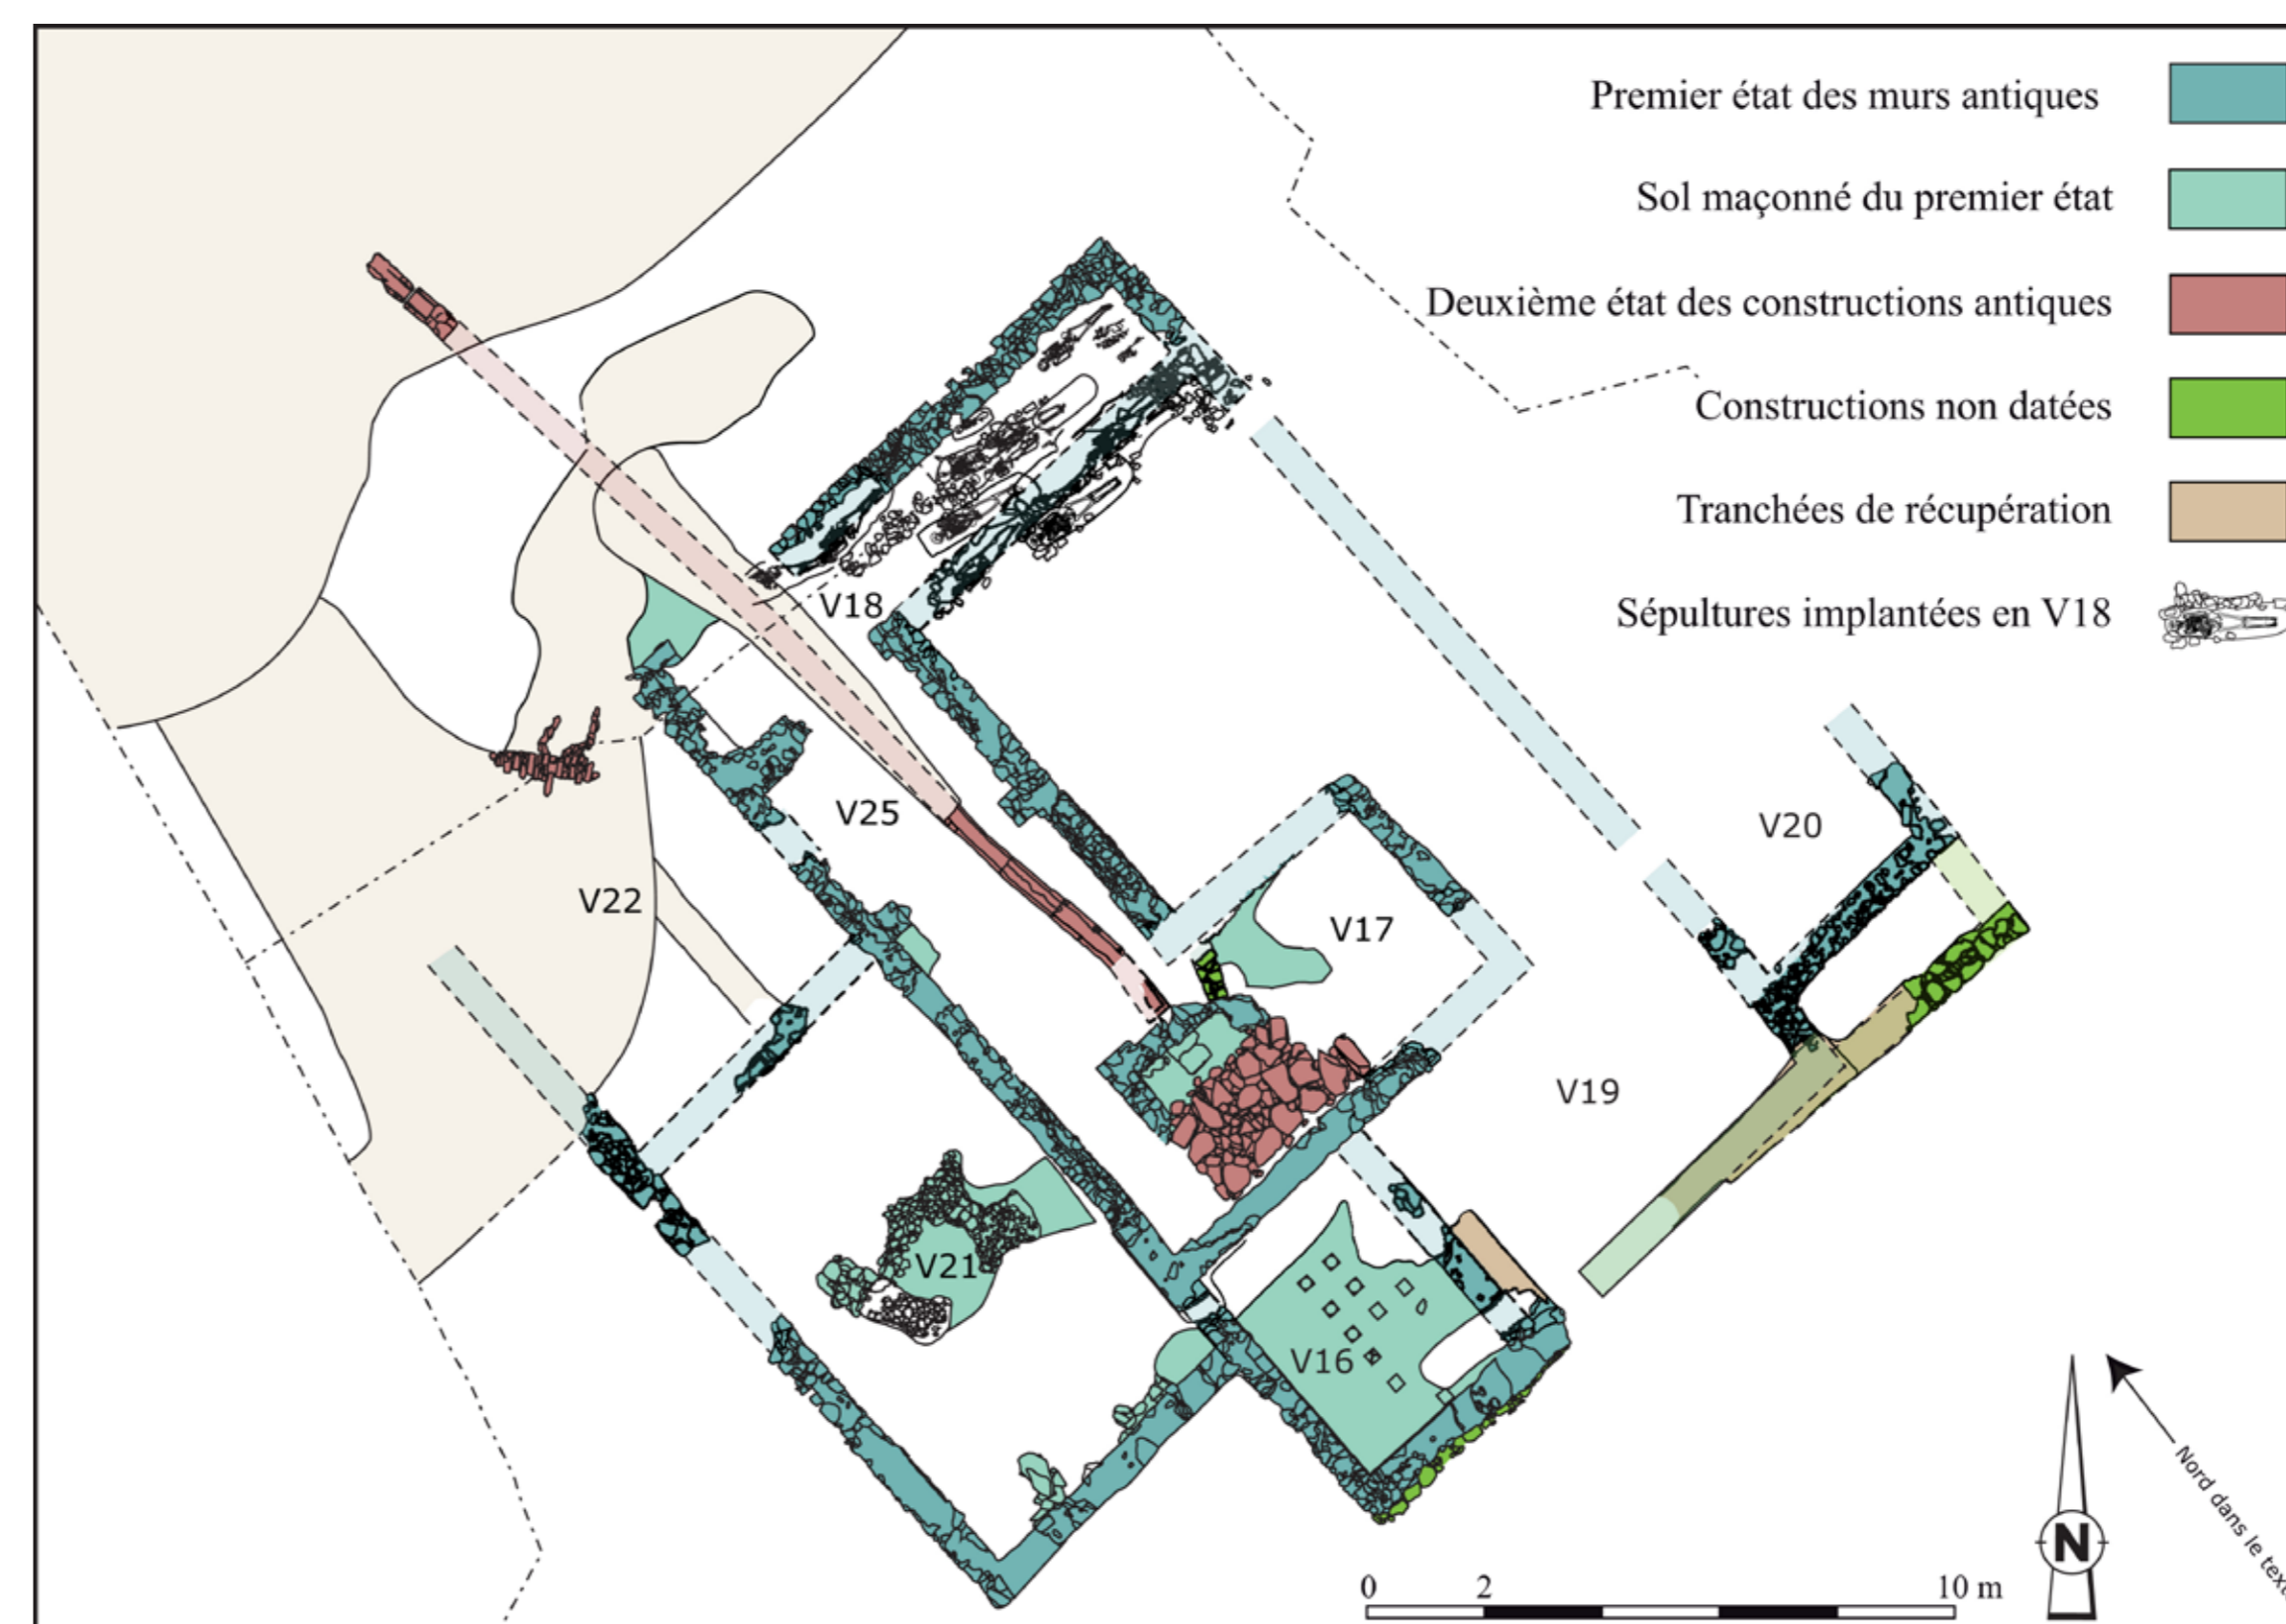 Premier état des murs antiques
Sol maçonné du premier état
Deuxième état des constructions antiques
Constructions non datées
Tranchées de récupération
Sépultures implantées en V18
V18
V25
V20
V22
V17
V19
V21
V16
N
Nord dans le
0 2 10 m